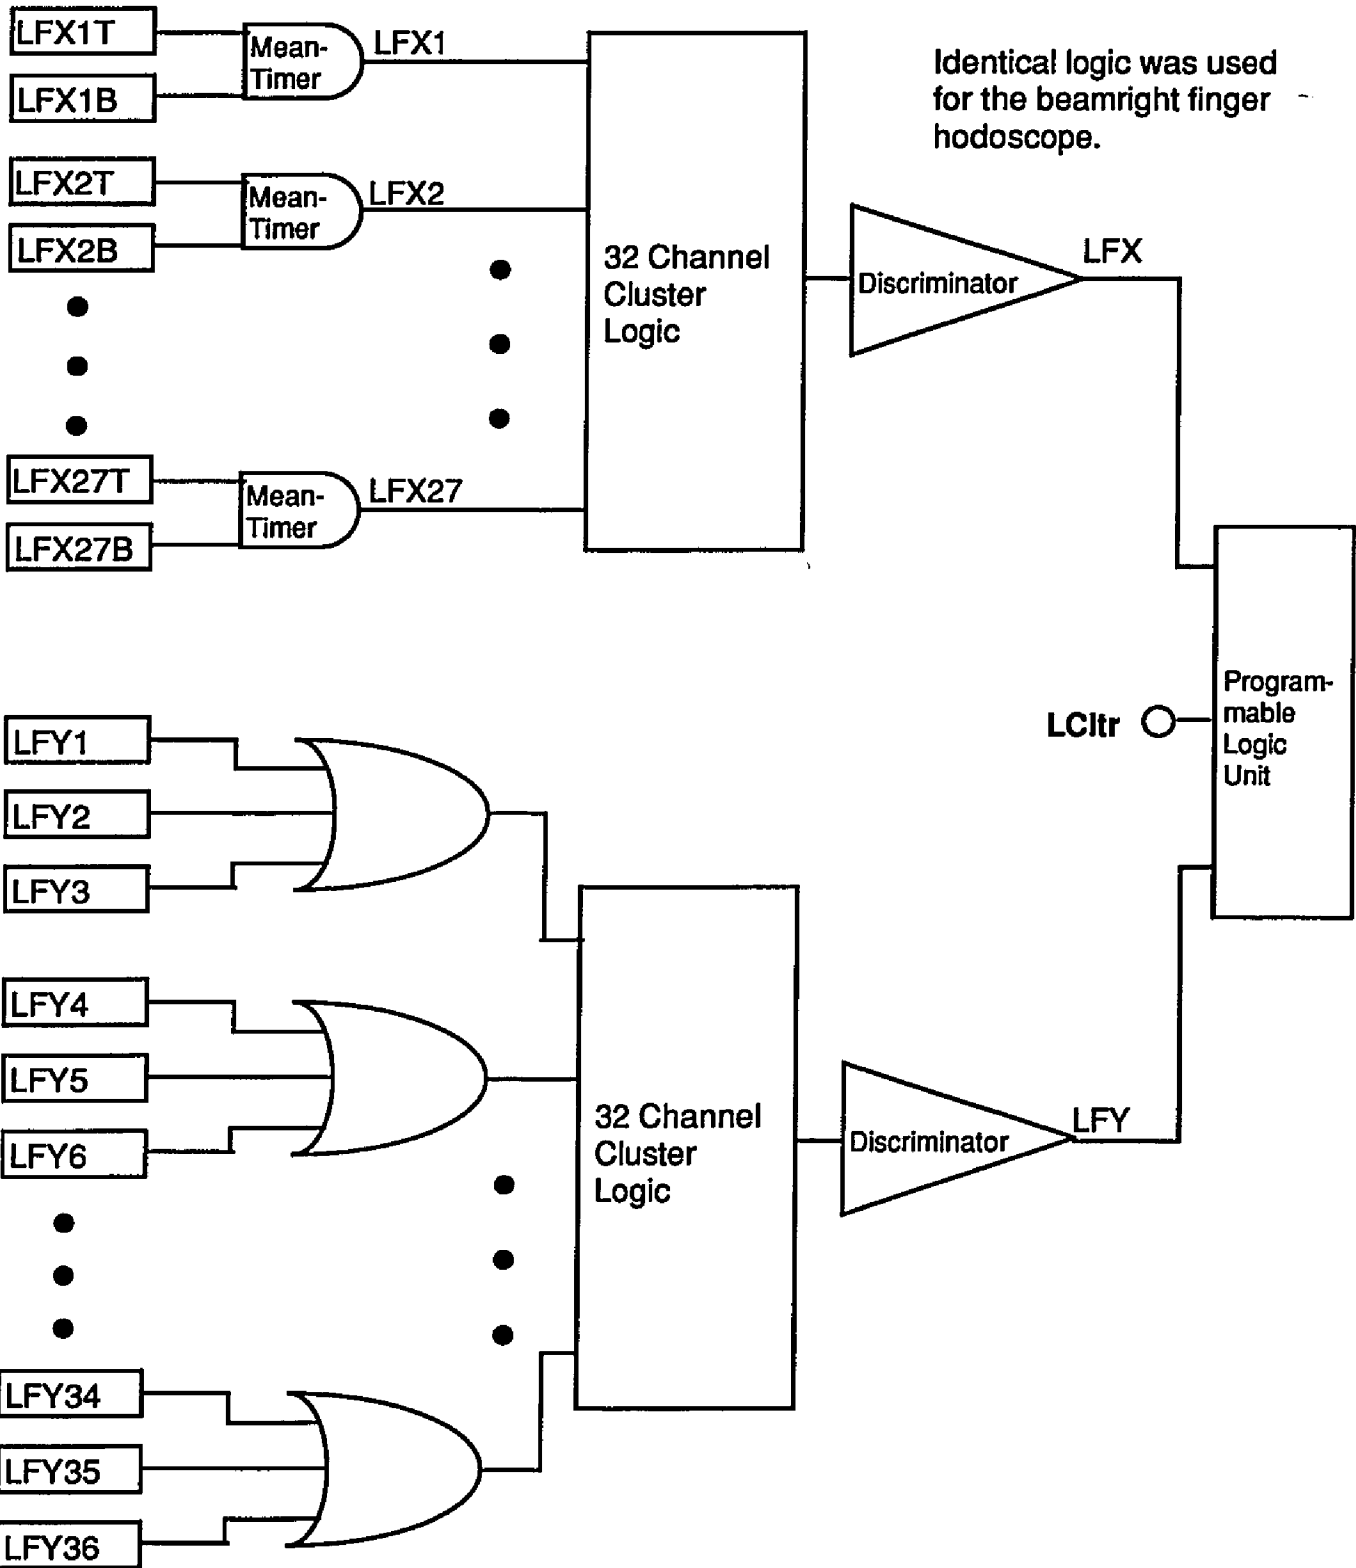 LFX1T
LFX1B
Mean-
Timer
LFX1
LFX2T
LFX2B
Mean-
Timer
LFX2
LFX27T
LFX27B
Mean-
Timer
LFX27
32 Channel
Cluster
Logic
Discriminator
LFX
Identical logic was used
for the beamright finger
hodoscope.
LCltr
Program-
mable
Logic
Unit
LFY1
LFY2
LFY3
LFY4
LFY5
LFY6
LFY34
LFY35
LFY36
32 Channel
Cluster
Logic
Discriminator
LFY